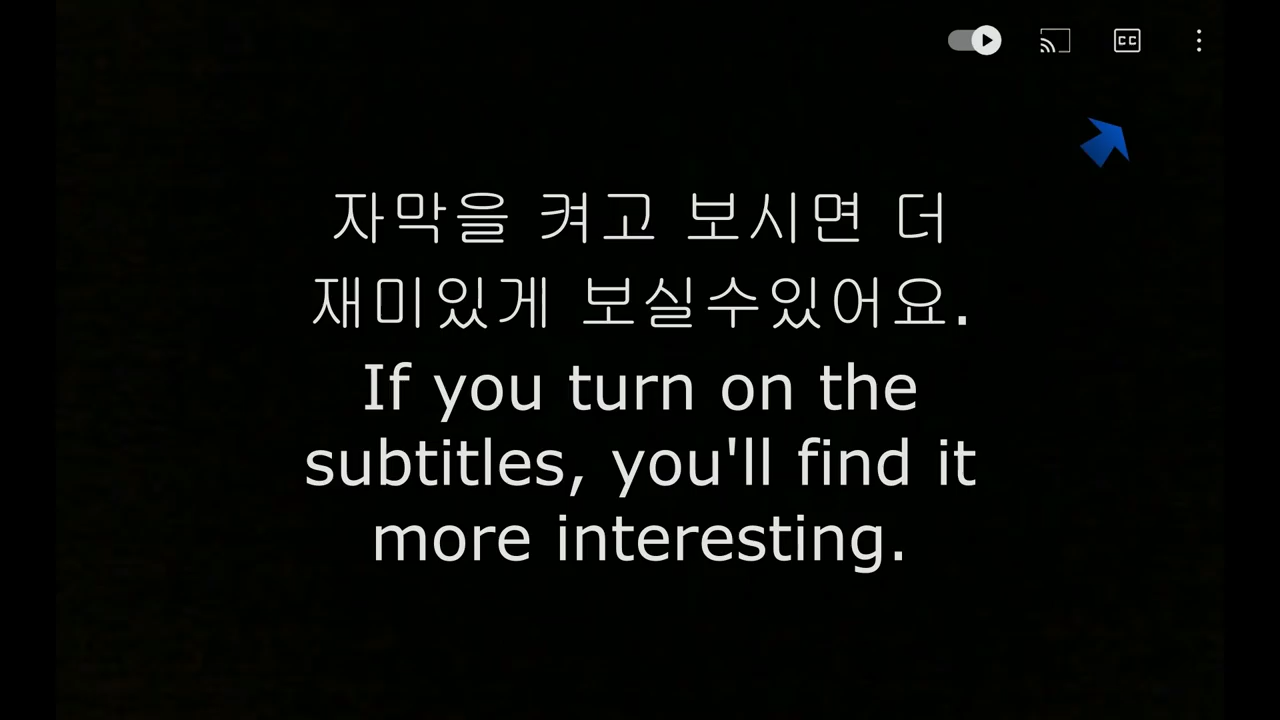 CC
자막을 켜고 보시면 더
재미있게 보실수있어요.
If you turn on the
subtitles, you'll find it
more interesting.